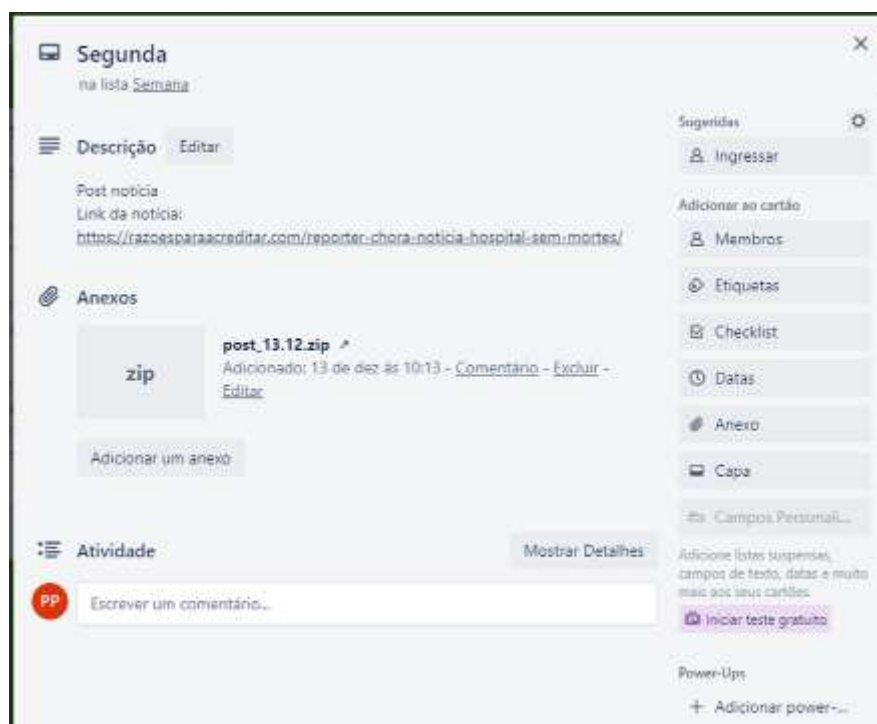 Segunda
na lista Semana
Descrição Editar
Post notícia
Link da notícia:
https://razoesparaacreditar.com/reporter-chora-noticia-hospital-sem-mortes/
Anexos
zip
post_13.12.zip
Adicionado: 13 de dez às 10:13 - Comentário - Excluir -
Editar
Adicionar um anexo
Atividade Mostrar Detalhes
PP
Escrever um comentário...
Sugeridas
Ingressar
Adicionar ao cartão
Membros
Etiquetas
Checklist
Datas
Anexo
Capa
Campos Personali...
Adicione listas suspensas,
campos de texto, datas e muito
mais aos seus cartões.
Iniciar teste gratuito
Power-Ups
+ Adicionar power-...